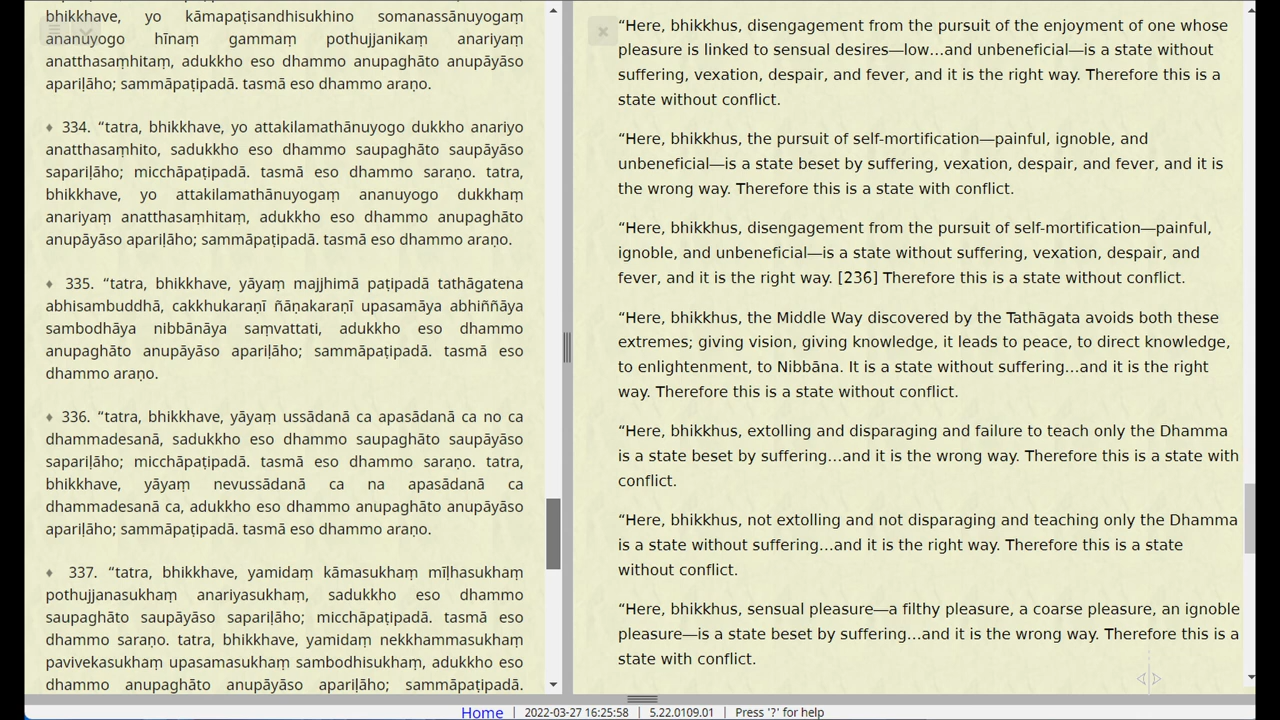 bhikkhave, yo kāmapaṭisandhisukhino somanassānuyogaṃ
ananuyogo hīnaṃ gammaṃ pothujjanikaṃ anariyaṃ
anatthasaṃhitaṃ, adukkho eso dhammo anupaghāto anupāyāso
apariḷāho; sammāpaṭipadā. tasmā eso dhammo araṇo.
♦ 334. “tatra, bhikkhave, yo attakilamathānuyogo dukkho anariyo
anatthasaṃhito, sadukkho eso dhammo saupaghāto saupāyāso
sapariḷāho; micchāpaṭipadā. tasmā eso dhammo saraṇo. tatra,
bhikkhave, yo attakilamathānuyogaṃ ananuyogo dukkhaṃ
anariyaṃ anatthasaṃhitaṃ, adukkho eso dhammo anupaghāto
anupāyāso apariḷāho; sammāpaṭipadā. tasmā eso dhammo araṇo.
♦ 335. “tatra, bhikkhave, yāyaṃ majjhimā paṭipadā tathāgatena
abhisambuddhā, cakkhukaraṇī ñāṇakaraṇī upasamāya abhiññāya
sambodhāya nibbānāya saṃvattati, adukkho eso dhammo
anupaghāto anupāyāso apariḷāho; sammāpaṭipadā. tasmā eso
dhammo araṇo.
♦ 336. “tatra, bhikkhave, yāyaṃ ussādanā ca apasādanā ca no ca
dhammadesanā, sadukkho eso dhammo saupaghāto saupāyāso
sapariḷāho; micchāpaṭipadā. tasmā eso dhammo saraṇo. tatra,
bhikkhave, yāyaṃ nevussādanā ca na apasādanā ca
dhammadesanā ca, adukkho eso dhammo anupaghāto anupāyāso
apariḷāho; sammāpaṭipadā. tasmā eso dhammo araṇo.
♦ 337. “tatra, bhikkhave, yamidaṃ kāmasukhaṃ mīḷhasukhaṃ
pothujjanasukhaṃ anariyasukhaṃ, sadukkho eso dhammo
saupaghāto saupāyāso sapariḷāho; micchāpaṭipadā. tasmā eso
dhammo saraṇo. tatra, bhikkhave, yamidaṃ nekkhammasukhaṃ
pavivekasukhaṃ upasamasukhaṃ sambodhisukhaṃ, adukkho eso
dhammo anupaghāto anupāyāso apariḷāho; sammāpaṭipadā.
“Here, bhikkhus, disengagement from the pursuit of the enjoyment of one whose
pleasure is linked to sensual desires—low…and unbeneficial—is a state without
suffering, vexation, despair, and fever, and it is the right way. Therefore this is a
state without conflict.
“Here, bhikkhus, the pursuit of self-mortification—painful, ignoble, and
unbeneficial—is a state beset by suffering, vexation, despair, and fever, and it is
the wrong way. Therefore this is a state with conflict.
“Here, bhikkhus, disengagement from the pursuit of self-mortification—painful,
ignoble, and unbeneficial—is a state without suffering, vexation, despair, and
fever, and it is the right way. [236] Therefore this is a state without conflict.
“Here, bhikkhus, the Middle Way discovered by the Tathāgata avoids both these
extremes; giving vision, giving knowledge, it leads to peace, to direct knowledge,
to enlightenment, to Nibbāna. It is a state without suffering…and it is the right
way. Therefore this is a state without conflict.
“Here, bhikkhus, extolling and disparaging and failure to teach only the Dhamma
is a state beset by suffering…and it is the wrong way. Therefore this is a state with
conflict.
“Here, bhikkhus, not extolling and not disparaging and teaching only the Dhamma
is a state without suffering…and it is the right way. Therefore this is a state
without conflict.
“Here, bhikkhus, sensual pleasure—a filthy pleasure, a coarse pleasure, an ignoble
pleasure—is a state beset by suffering…and it is the wrong way. Therefore this is a
state with conflict.
Home | 2022-03-27 16:25:58 | 5.22.0109.01 | Press '?' for help